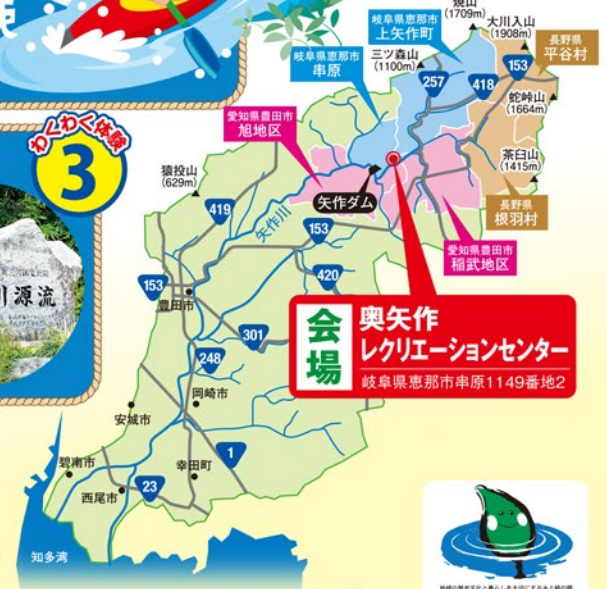 焼山
(1709m)
大川入山
(1908m)
岐阜県恵那市
上矢作町
長野県
平谷村
三ツ森山
(1100m)
153
岐阜県恵那市
串原
257
418
蛇峠山
(1664m)
愛知県豊田市
旭地区
わくわく体験
3
茶臼山
(1415m)
猿投山
(629m)
矢作ダム
長野県
根羽村
419
矢作川
153
愛知県豊田市
稲武地区
420
153
豊田市
川源流
会場
奥矢作
レクリエーションセンター
岐阜県恵那市串原1149番地2
301
248
岡崎市
安城市
碧南市
幸田町
1
西尾市
23
知多湾